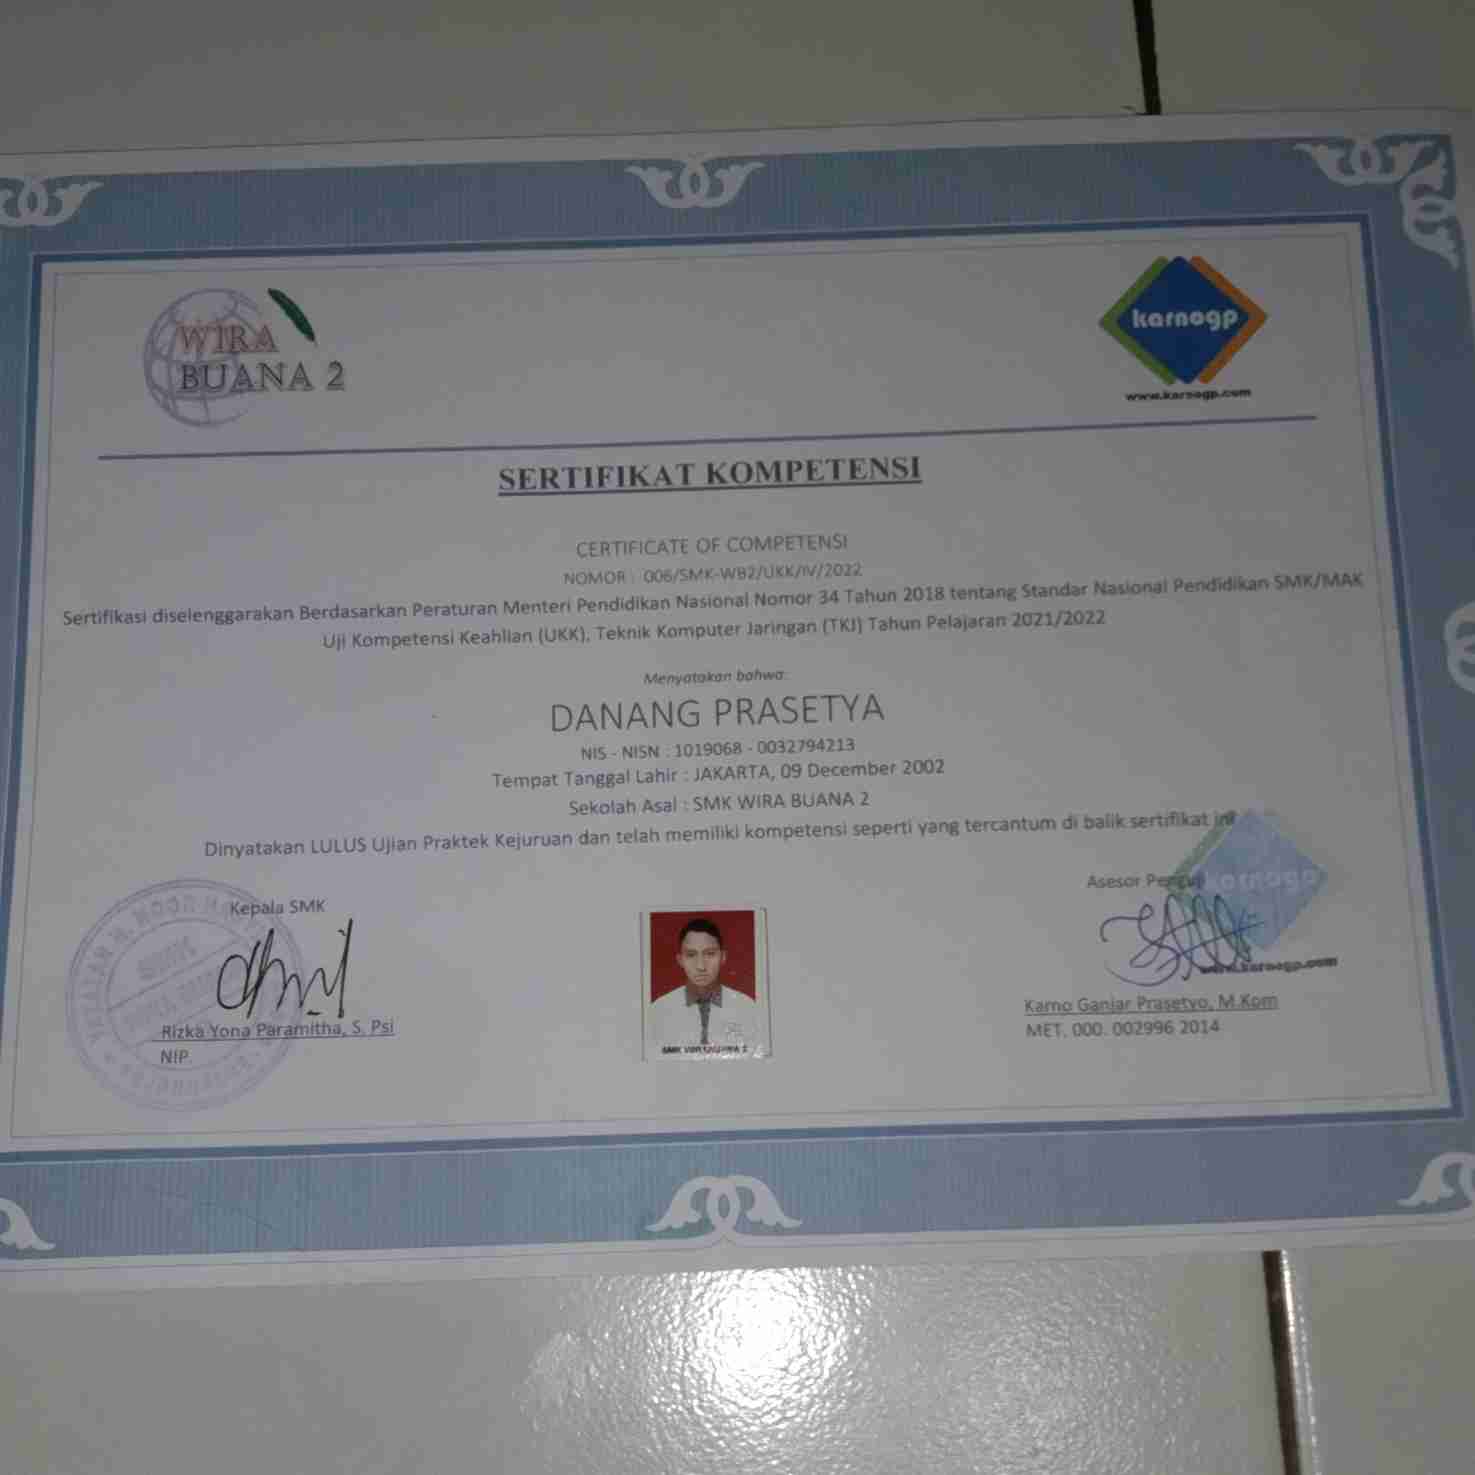 WIRA
BUANA 2
karnogp
www.karnogp.com
SERTIFIKAT KOMPETENSI
CERTIFICATE OF COMPETENSI
NOMOR : 006/SMK-WB2/UKK/IV/2022
Sertifikasi diselenggarakan Berdasarkan Peraturan Menteri Pendidikan Nasional Nomor 34 Tahun 2018 tentang Standar Nasional Pendidikan SMK/MAK
Uji Kompetensi Keahlian (UKK), Teknik Komputer Jaringan (TKJ) Tahun Pelajaran 2021/2022
Menyatakan bahwa:
DANANG PRASETYA
NIS - NISN : 1019068 - 0032794213
Tempat Tanggal Lahir : JAKARTA, 09 December 2002
Sekolah Asal : SMK WIRA BUANA 2
Dinyatakan LULUS Ujian Praktek Kejuruan dan telah memiliki kompetensi seperti yang tercantum di balik sertifikat ini
Kepala SMK
Asesor
karnogp
www.karnogp.com
Rizka Yona Paramitha, S. Psi
NIP.
Karno Ganjar Prasetyo, M.Kom
MET. 000. 002996 2014